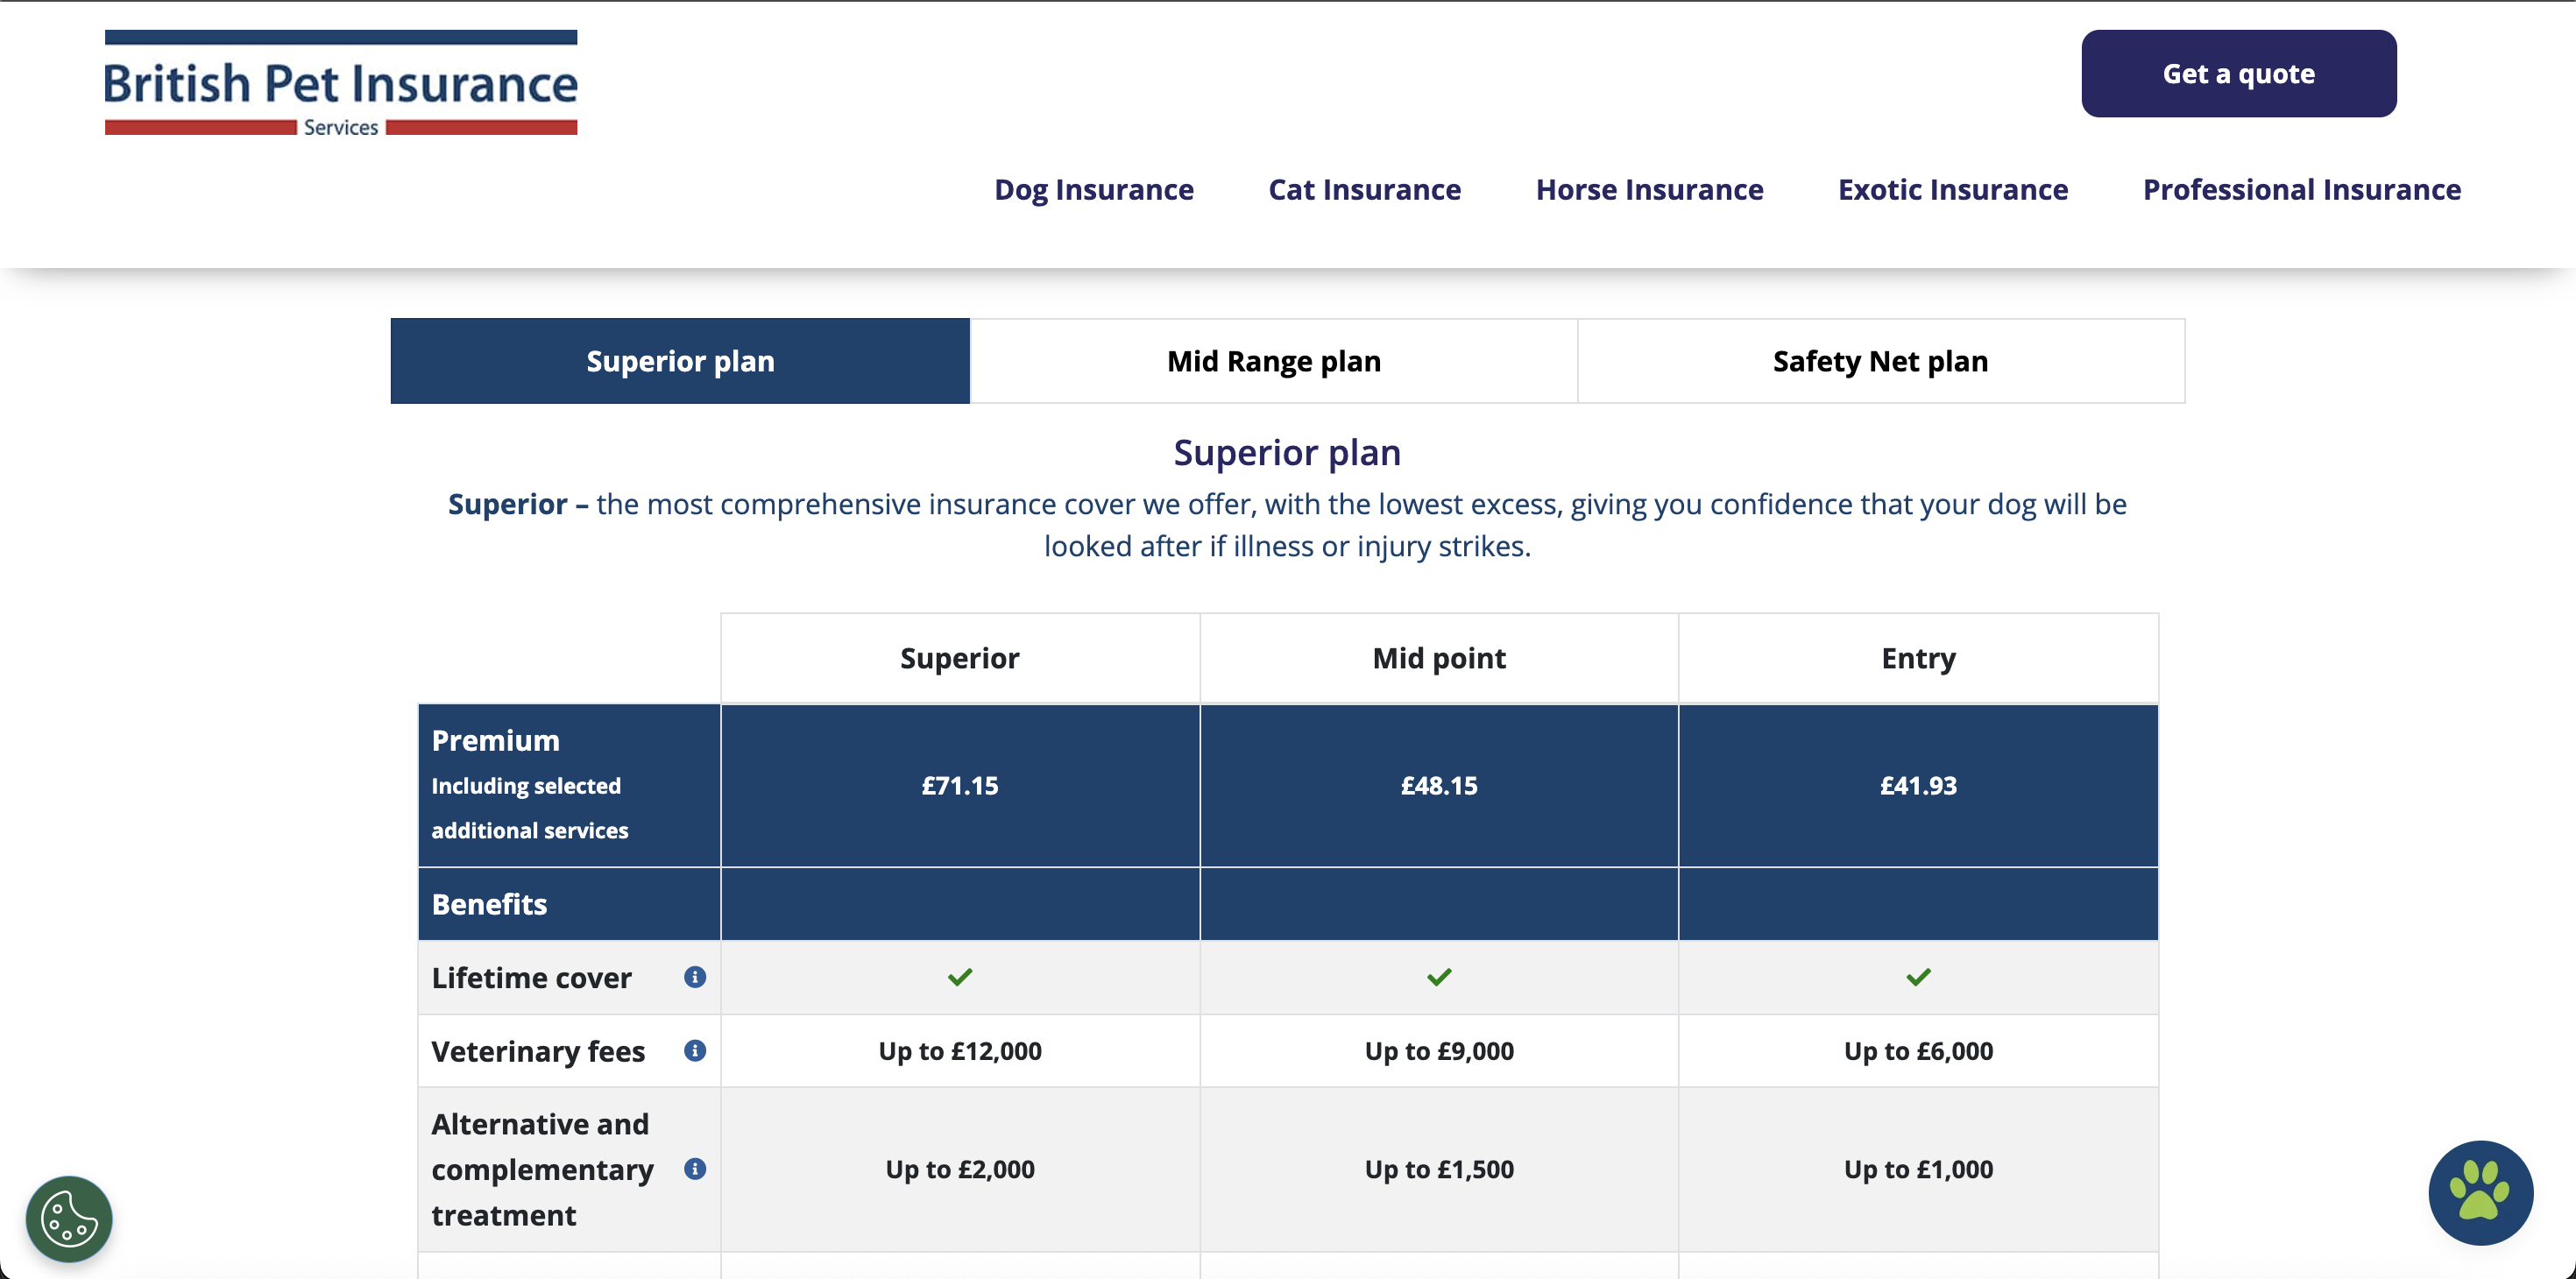 British Pet Insurance
Services
Get a quote
Dog Insurance
Cat Insurance
Horse Insurance
Exotic Insurance
Professional Insurance
Superior plan
Mid Range plan
Safety Net plan
Superior plan
Superior – the most comprehensive insurance cover we offer, with the lowest excess, giving you confidence that your dog will be
looked after if illness or injury strikes.
Superior
Mid point
Entry
Premium
Including selected
additional services
£71.15
£48.15
£41.93
Benefits
Lifetime cover
Veterinary fees
Up to £12,000
Up to £9,000
Up to £6,000
Alternative and
complementary
treatment
Up to £2,000
Up to £1,500
Up to £1,000